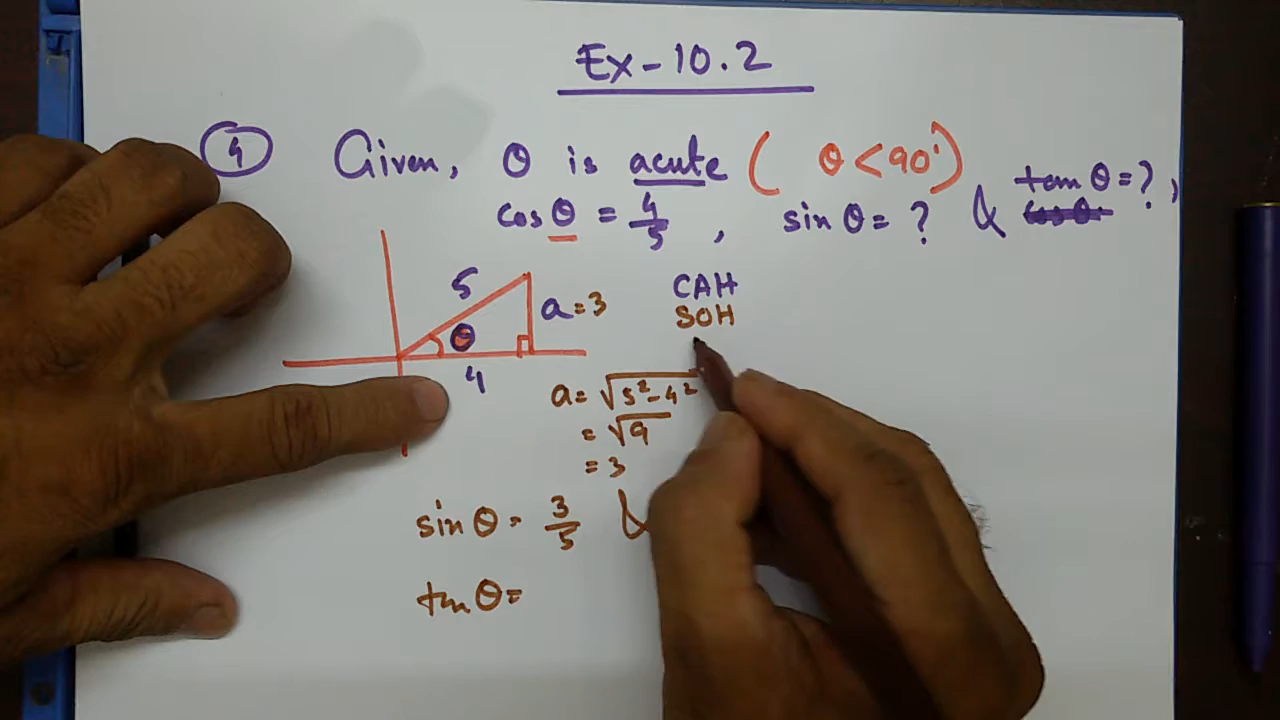 Ex-10.2
4 Given, θ is acute ( θ < 90°)
cos θ = 4/5 , sin θ = ? & tan θ = ? ,
cos θ.
5
a = 3
θ
4
CAH
SOH
a = √5² - 4²
= √9
= 3
sin θ = 3/5 &
tan θ =